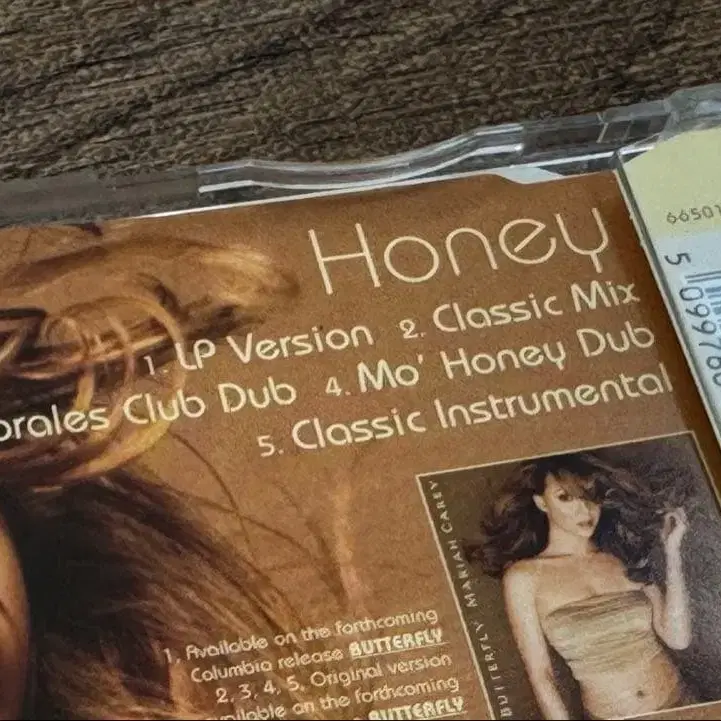 Honey
1. LP Version 2. Classic Mix
orales Club Dub 4. Mo' Honey Dub
5. Classic Instrumental
BUTTERFLY MARIAH CAREY
1, Available on the forthcoming
Columbia release BUTTERFLY
2, 3, 4, 5, Original version
available on the forthcoming
BUTTERFLY
66501
5 099766